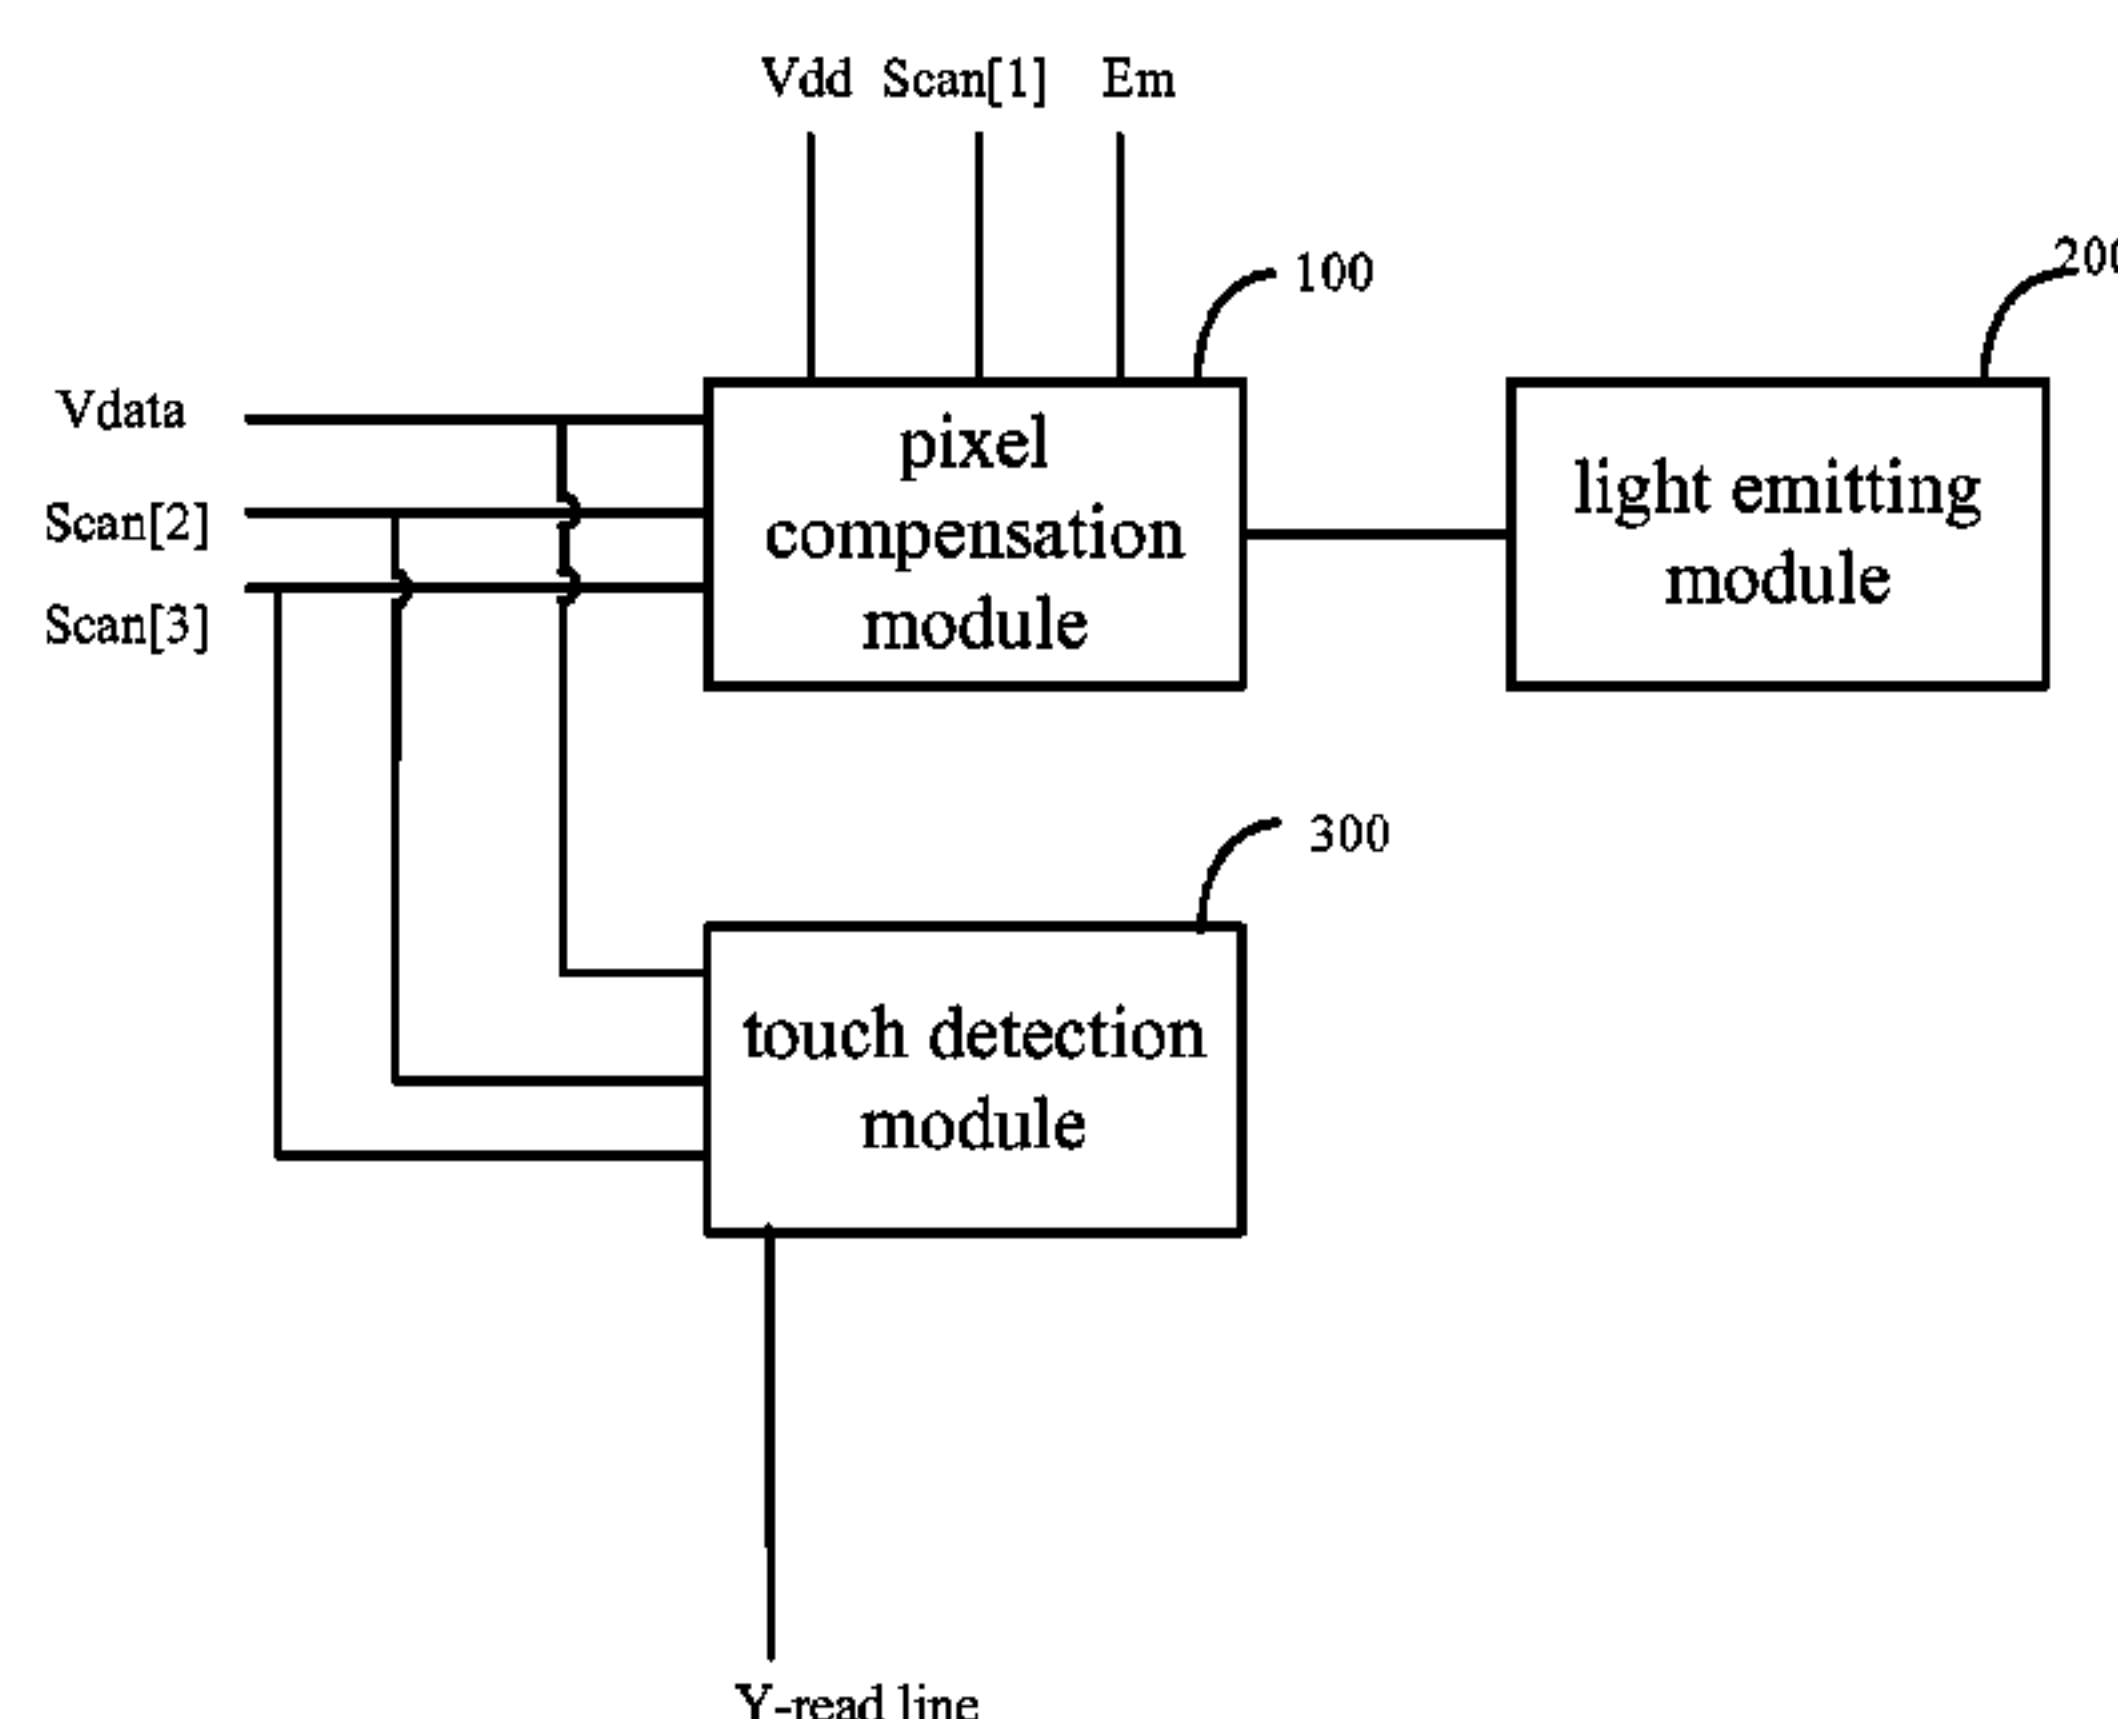 Vdd Scan[1] Em
100
200
Vdata
Scan[2]
Scan[3]
pixel
compensation
module
light emitting
module
300
touch detection
module
Y-read line